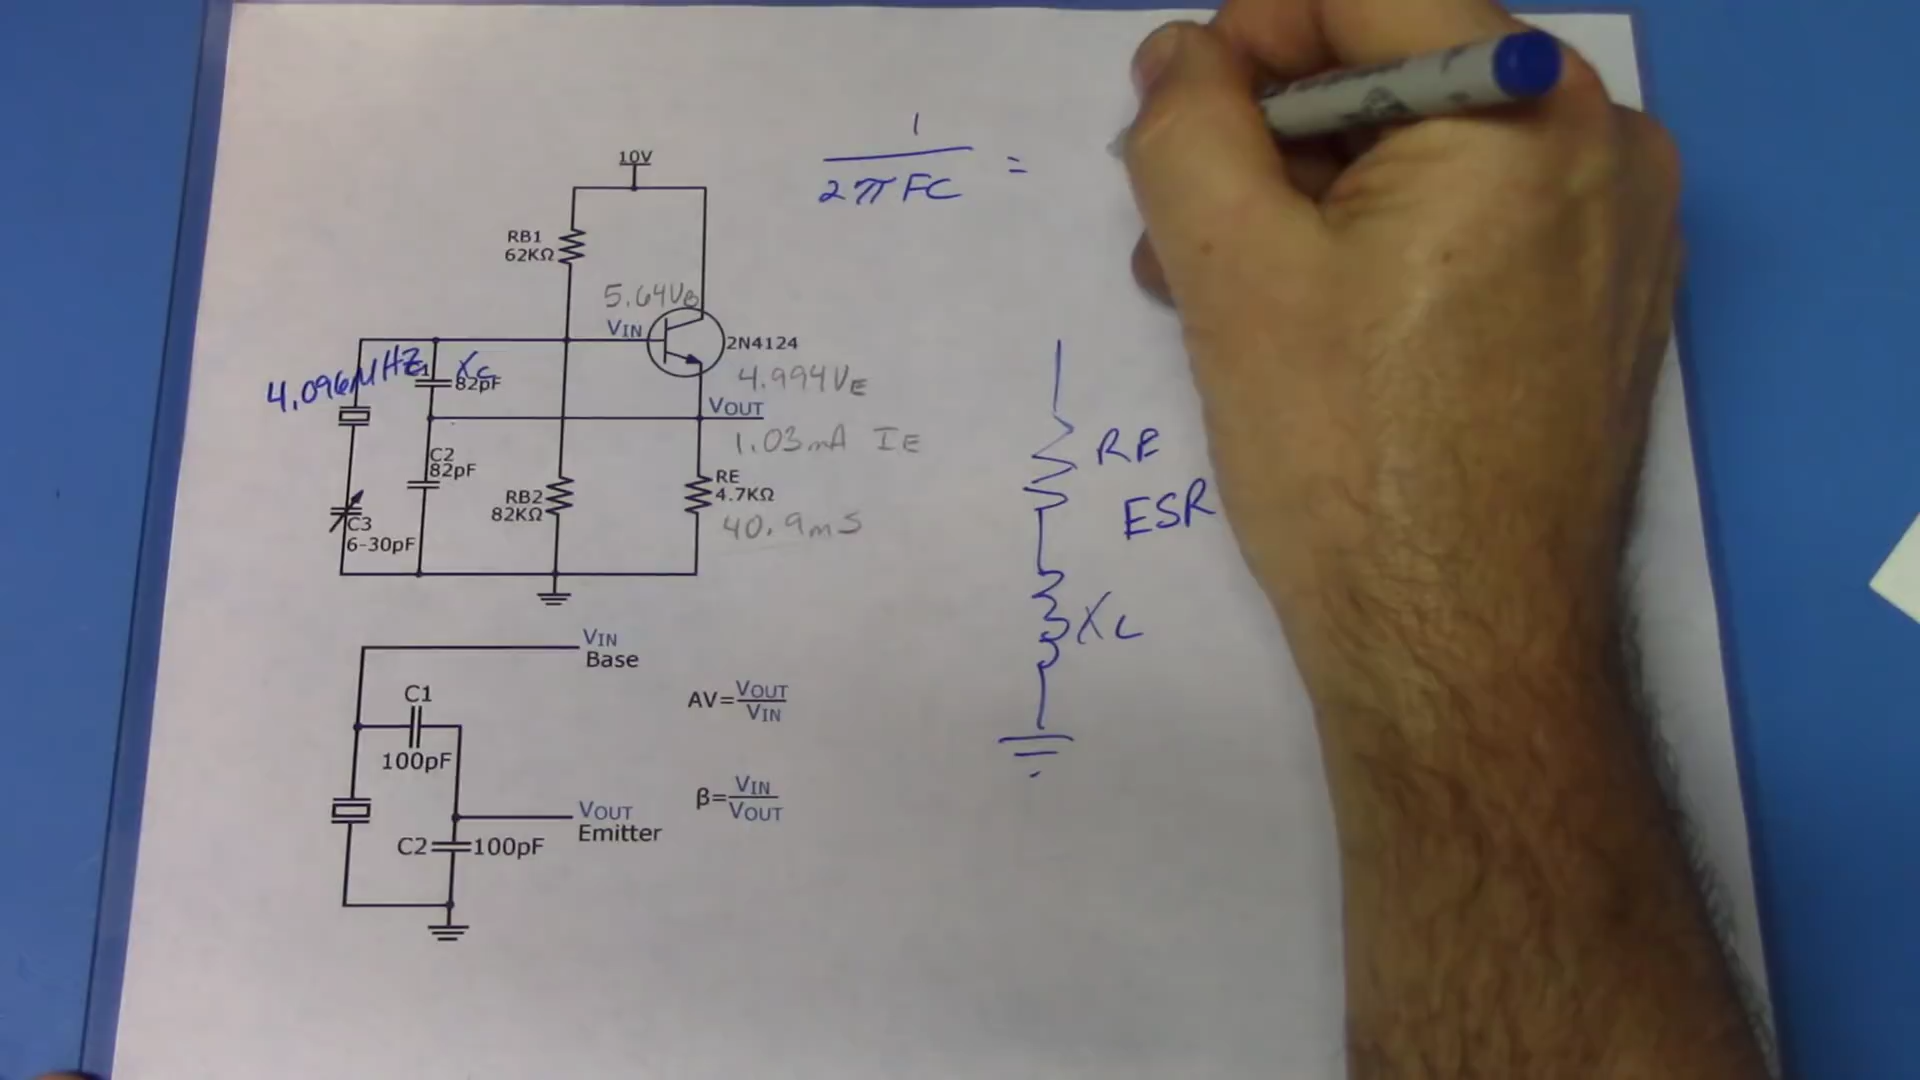 1
2πFC =
10V
RB1
62KΩ
5.64VB
VIN
2N4124
4.096MHZ
XC
82pF
4.994VE
VOUT
1.03mA IE
C2
82pF
RB2
82KΩ
RE
4.7KΩ
40.9mS
C3
6-30pF
RE
ESR
XL
VIN
Base
C1
100pF
AV=VOUT
VIN
β=VIN
VOUT
VOUT
Emitter
C2
100pF